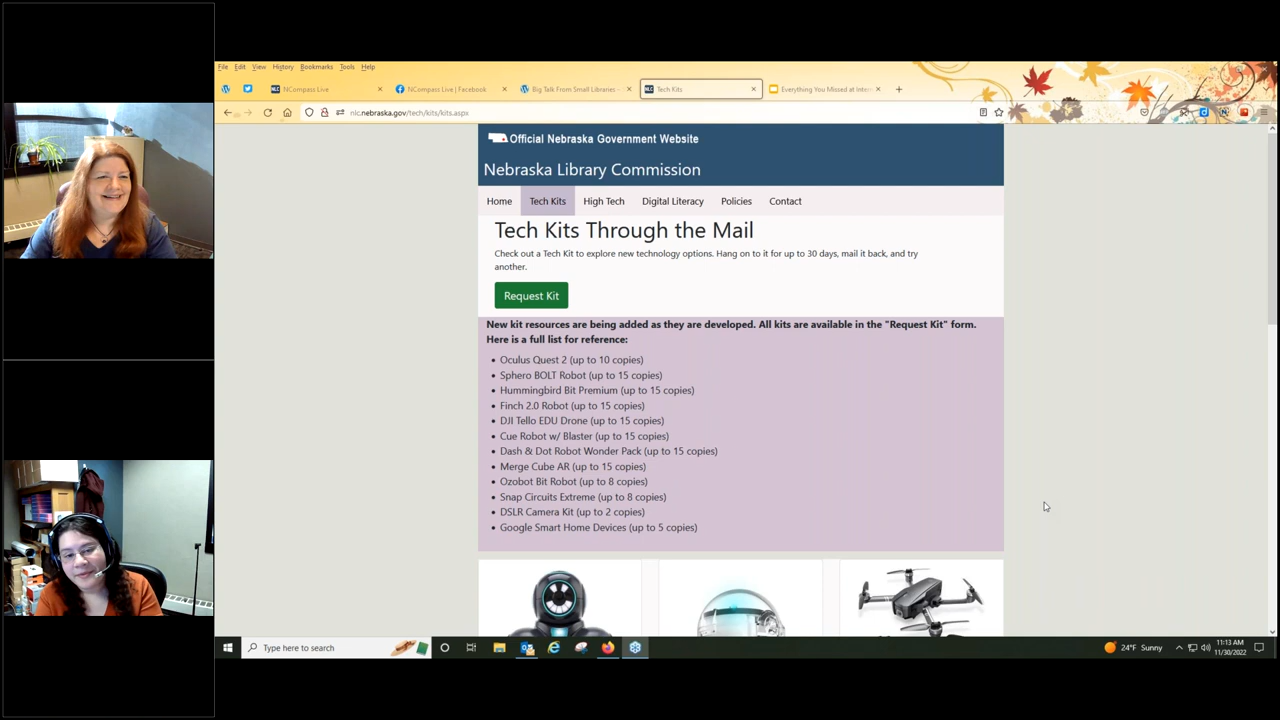 File Edit View History Bookmarks Tools Help
NCompass Live
NCompass Live | Facebook
Big Talk From Small Libraries -
Tech Kits
Everything You Missed at Inter
nlc.nebraska.gov/tech/kits/kits.aspx
Official Nebraska Government Website
Nebraska Library Commission
Home Tech Kits High Tech Digital Literacy Policies Contact
Tech Kits Through the Mail
Check out a Tech Kit to explore new technology options. Hang on to it for up to 30 days, mail it back, and try
another.
Request Kit
New kit resources are being added as they are developed. All kits are available in the "Request Kit" form.
Here is a full list for reference:
• Oculus Quest 2 (up to 10 copies)
• Sphero BOLT Robot (up to 15 copies)
• Hummingbird Bit Premium (up to 15 copies)
• Finch 2.0 Robot (up to 15 copies)
• DJI Tello EDU Drone (up to 15 copies)
• Cue Robot w/ Blaster (up to 15 copies)
• Dash & Dot Robot Wonder Pack (up to 15 copies)
• Merge Cube AR (up to 15 copies)
• Ozobot Bit Robot (up to 8 copies)
• Snap Circuits Extreme (up to 8 copies)
• DSLR Camera Kit (up to 2 copies)
• Google Smart Home Devices (up to 5 copies)
Type here to search
24°F Sunny
11:13 AM
11/30/2022